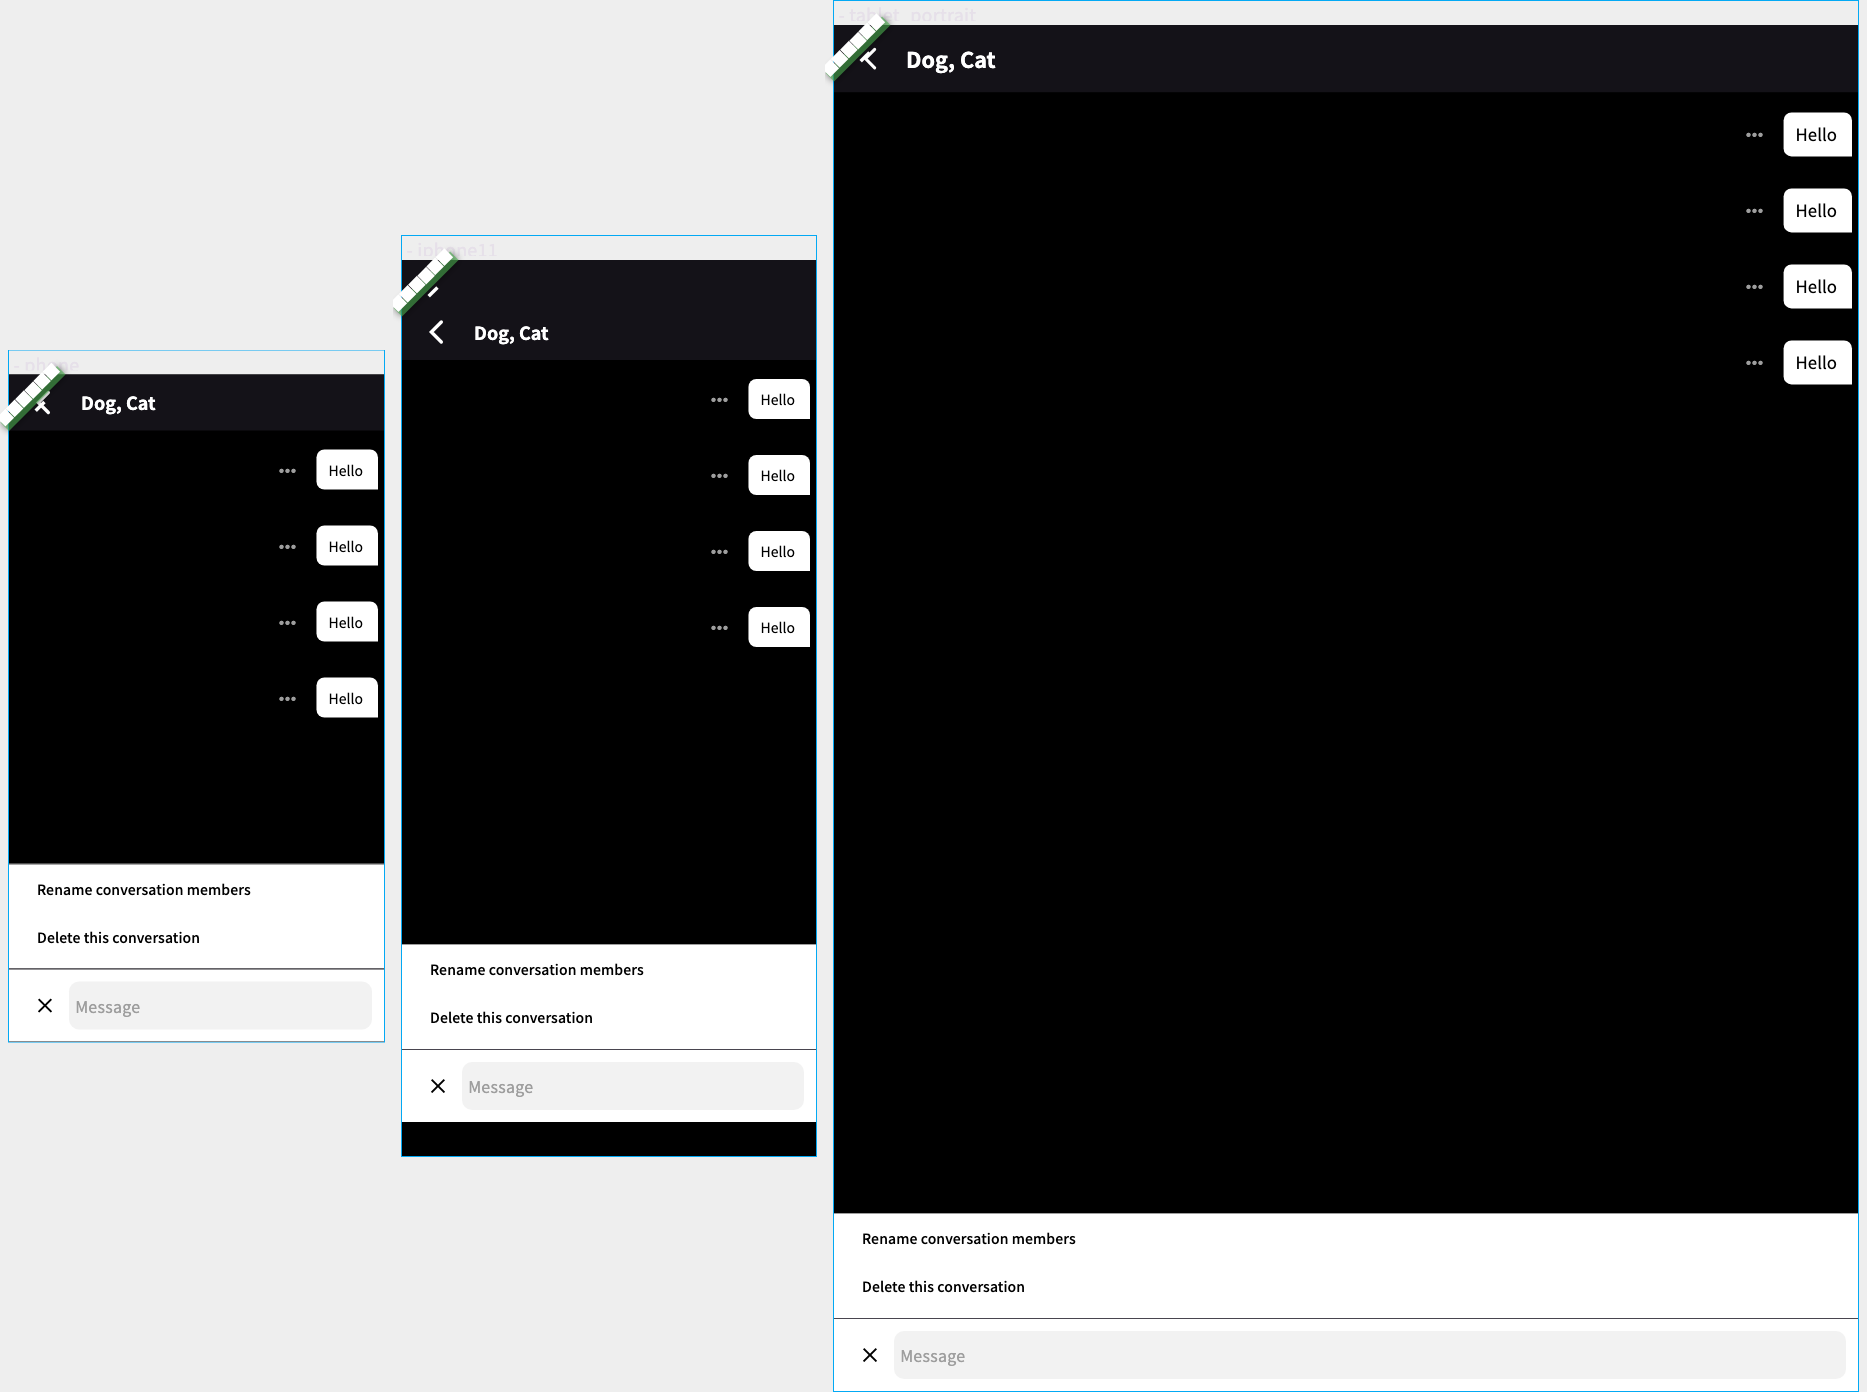 Dog, Cat
Hello
Hello
Hello
Hello
Rename conversation members
Delete this conversation
Message
- iphone11
Dog, Cat
Hello
Hello
Hello
Hello
Rename conversation members
Delete this conversation
Message
- tablet_portrait
Dog, Cat
Hello
Hello
Hello
Hello
Rename conversation members
Delete this conversation
Message